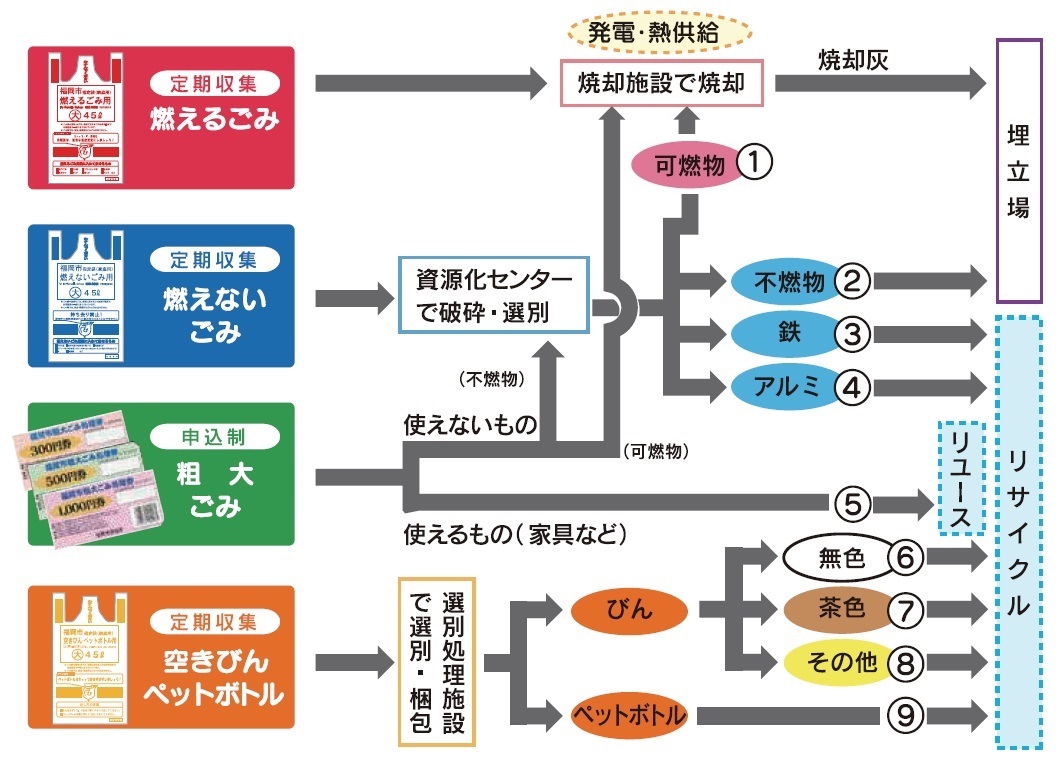 発電・熱供給
定期収集
燃えるごみ
福岡市
燃えるごみ用
大 45ℓ
焼却施設で焼却
焼却灰
埋立場
可燃物 ①
定期収集
燃えない
ごみ
福岡市
燃えないごみ用
大 45ℓ
資源化センター
で破砕・選別
不燃物 ②
鉄 ③
アルミ ④
(不燃物)
使えないもの
(可燃物)
申込制
粗 大
ごみ
300円券
500円券
1,000円券
使えるもの(家具など)
⑤
リユース
リサイクル
定期収集
空きびん
ペットボトル
福岡市
空きびん・ペットボトル用
大 45ℓ
選別処理施設
で選別・梱包
びん
無色 ⑥
茶色 ⑦
その他 ⑧
ペットボトル ⑨